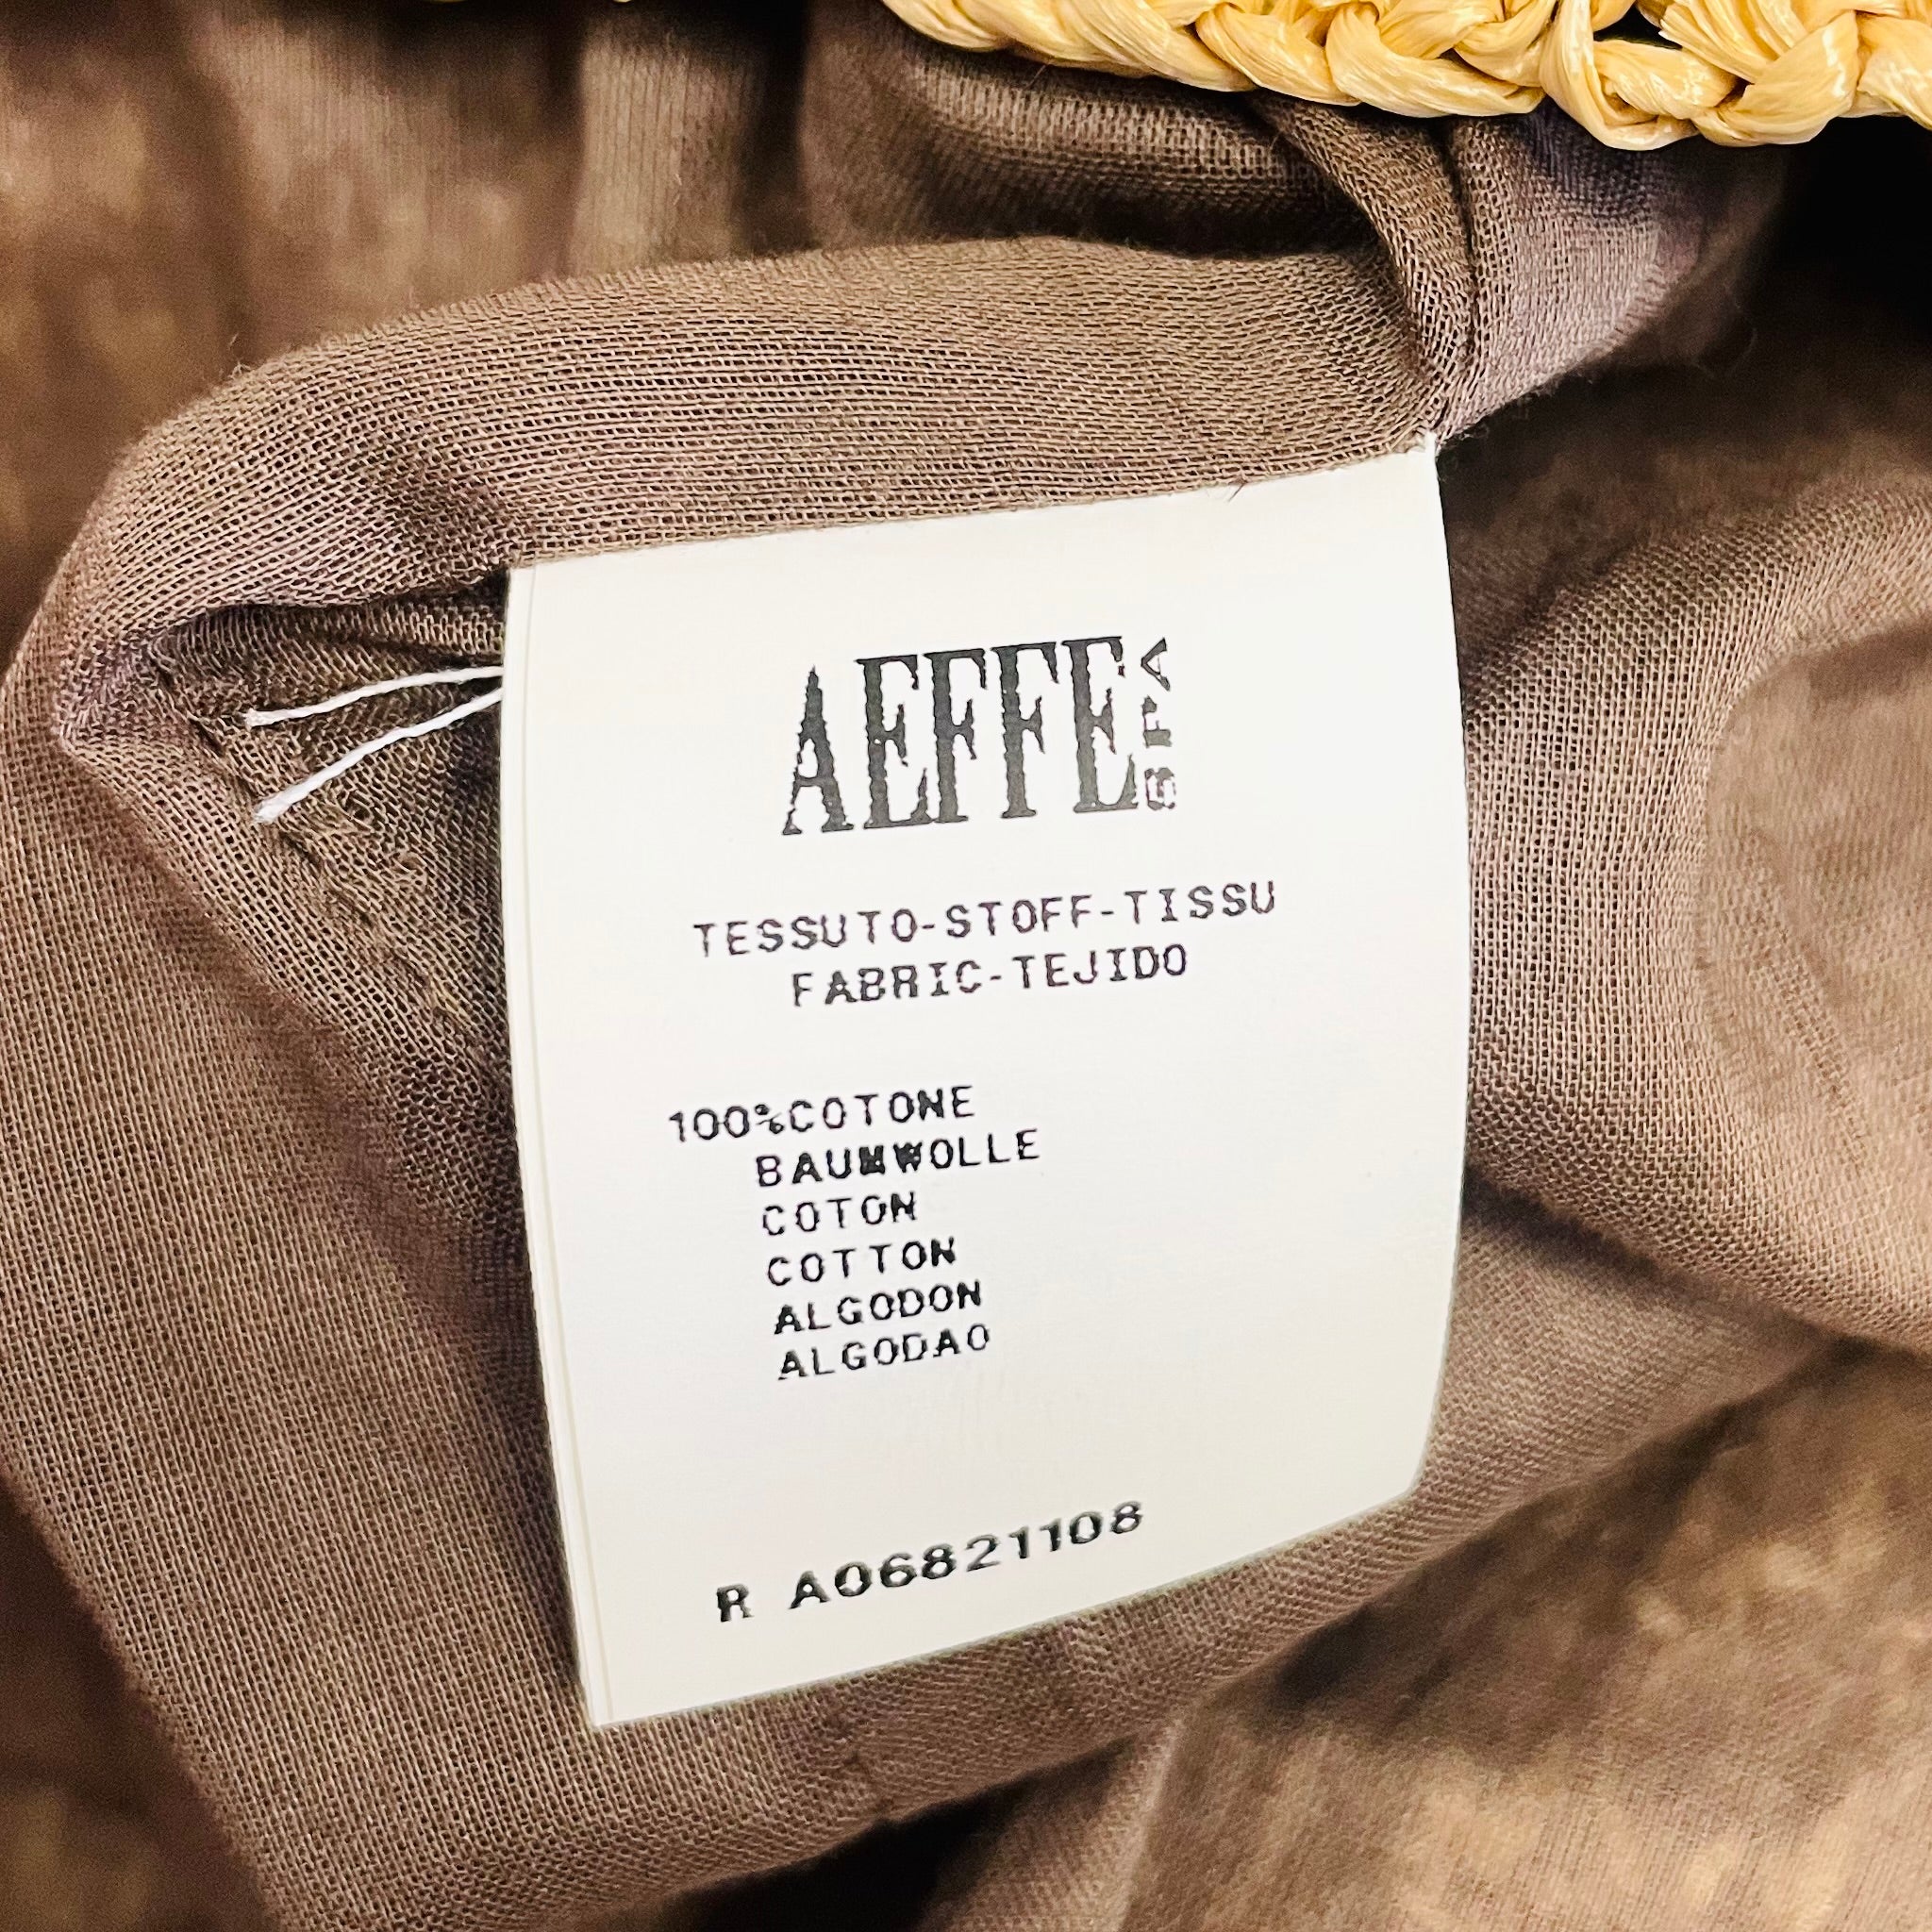 AEFFE SPA
TESSUTO-STOFF-TISSU
FABRIC-TEJIDO
100%COTONE
BAUMWOLLE
COTON
COTTON
ALGODON
ALGODAO
R A06821108